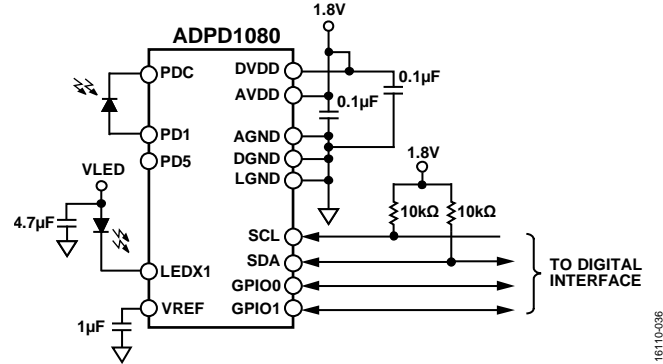 1.8V
ADPD1080
PDC
DVDD
0.1µF
AVDD
0.1µF
PD1
AGND
PD5
DGND
1.8V
VLED
LGND
10kΩ
10kΩ
4.7µF
SCL
SDA
TO DIGITAL
INTERFACE
LEDX1
GPIO0
VREF
GPIO1
1µF
16110-036